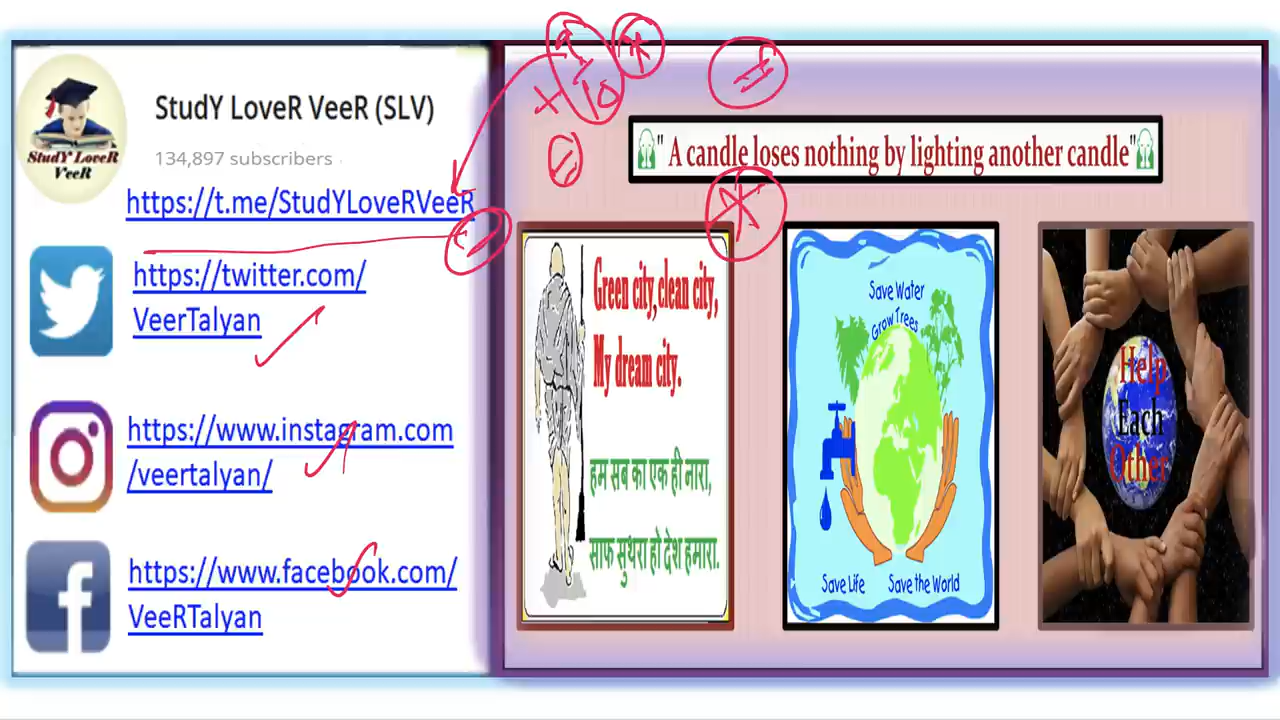 StudY LoveR VeeR (SLV)
134,897 subscribers
StudY LoveR
VeeR
https://t.me/StudYLoveRVeeR
https://twitter.com/
VeerTalyan
https://www.instagram.com
/veertalyan/
https://www.facebook.com/
VeeRTalyan
" A candle loses nothing by lighting another candle"
Green city,clean city,
My dream city.
हम सब का एक ही नारा,
साफ सुथरा हो देश हमारा.
Save Water
Grow Trees
Save Life Save the World
Help
Each
Other